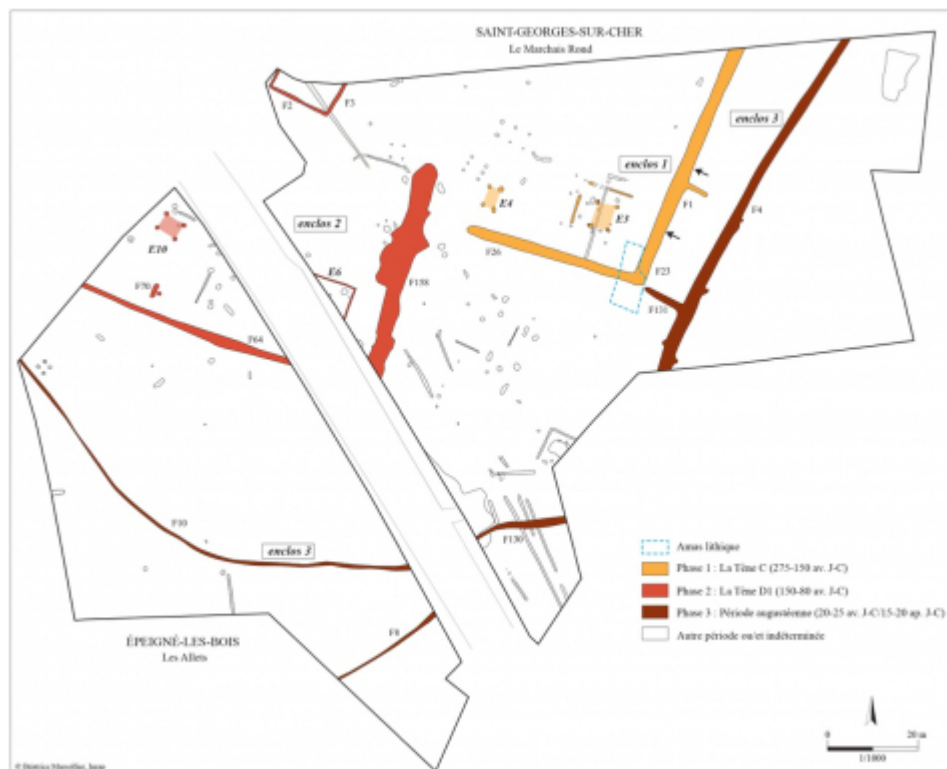 SAINT-GEORGES-SUR-CHER
Le Marchais Rond
F2
F3
enclos 3
enclos 1
E4
E3
F1
F4
enclos 2
E10
F26
F23
E6
F70
F158
F131
F64
F10
enclos 3
F130
F8
ÉPEIGNÉ-LES-BOIS
Les Allets
Amas lithique
Phase 1 : La Tène C (275-150 av. J-C)
Phase 2 : La Tène D1 (150-80 av. J-C)
Phase 3 : Période augustéenne (20-25 av. J-C/15-20 ap. J-C)
Autre période ou/et indéterminée
0 20 m
1/1000